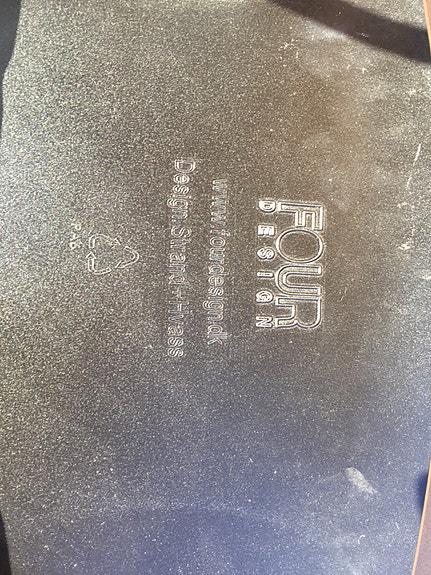 FOUR
DESIGN
www.fourdesign.dk
Design:Strand+Hvass
PA6